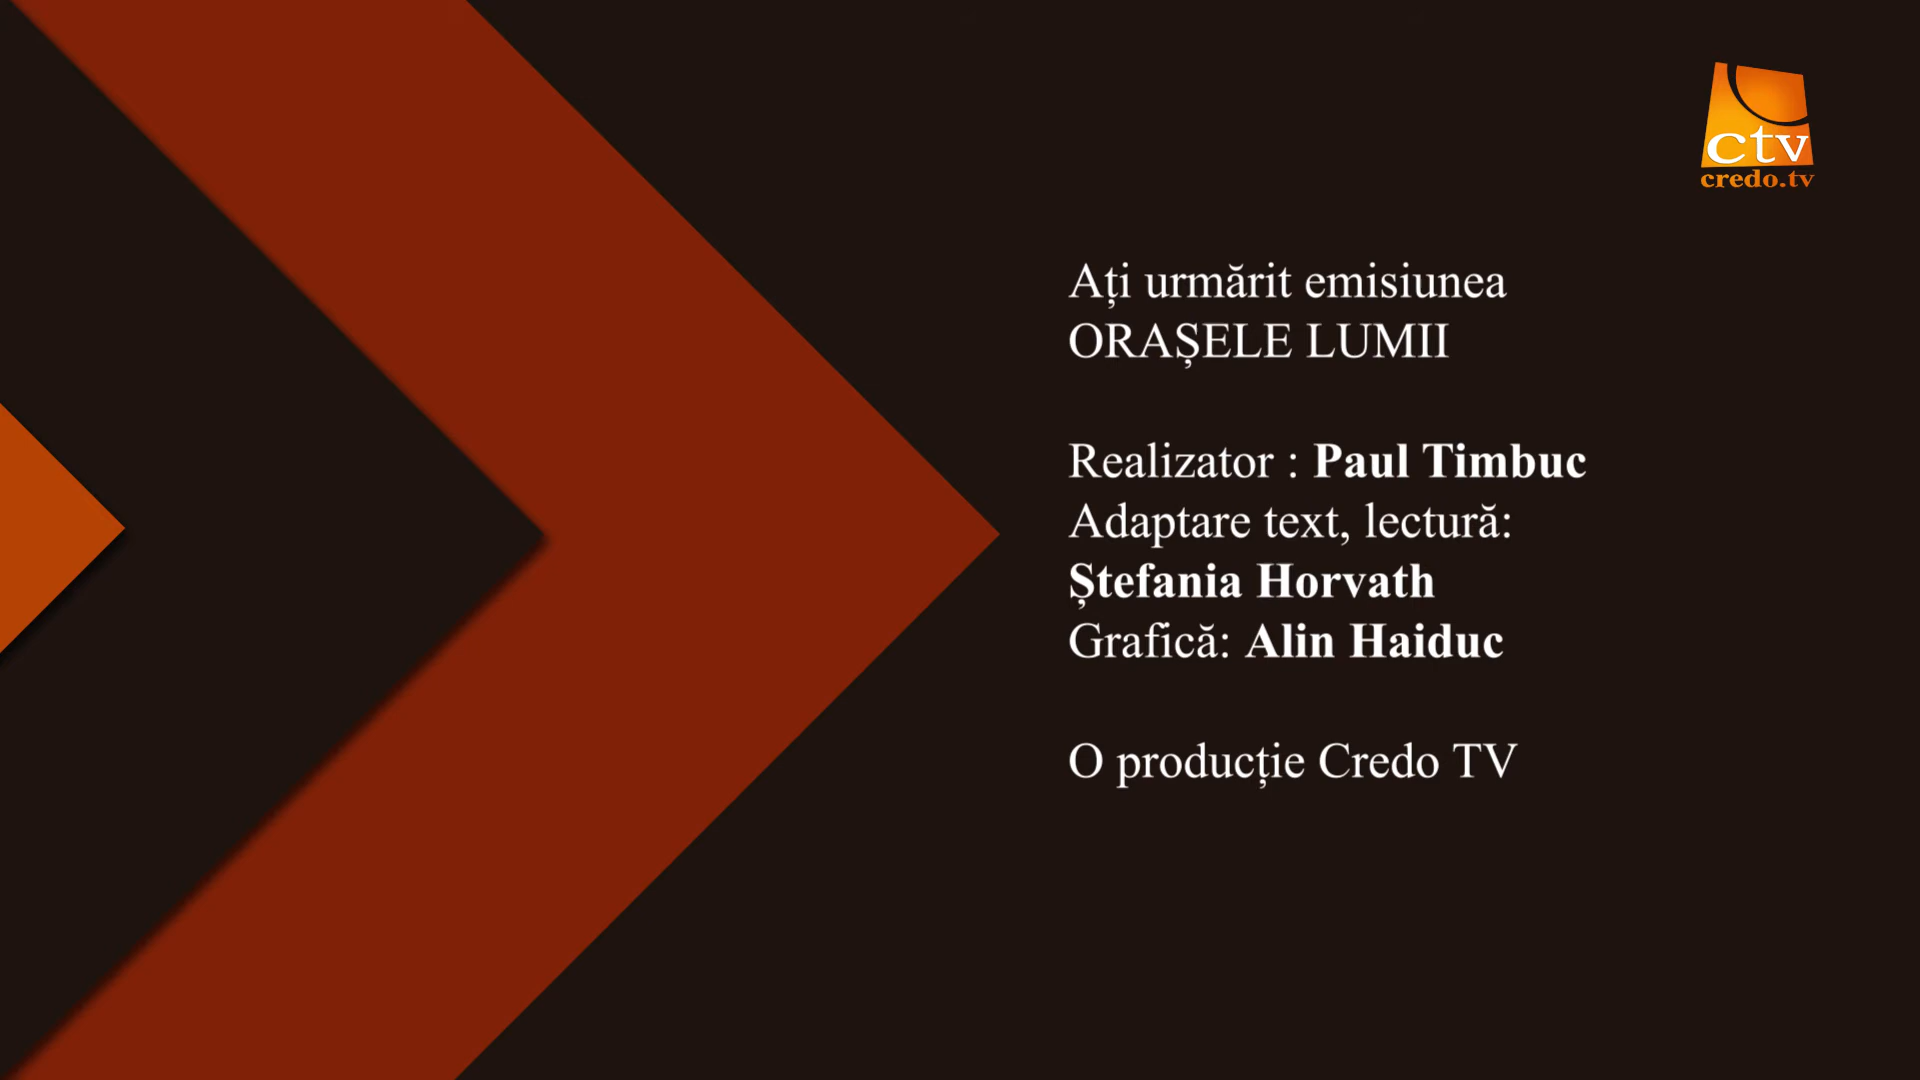 ctv
credo.tv
Ați urmărit emisiunea
ORAȘELE LUMII
Realizator : Paul Timbuc
Adaptare text, lectură:
Ștefania Horvath
Grafică: Alin Haiduc
O producție Credo TV